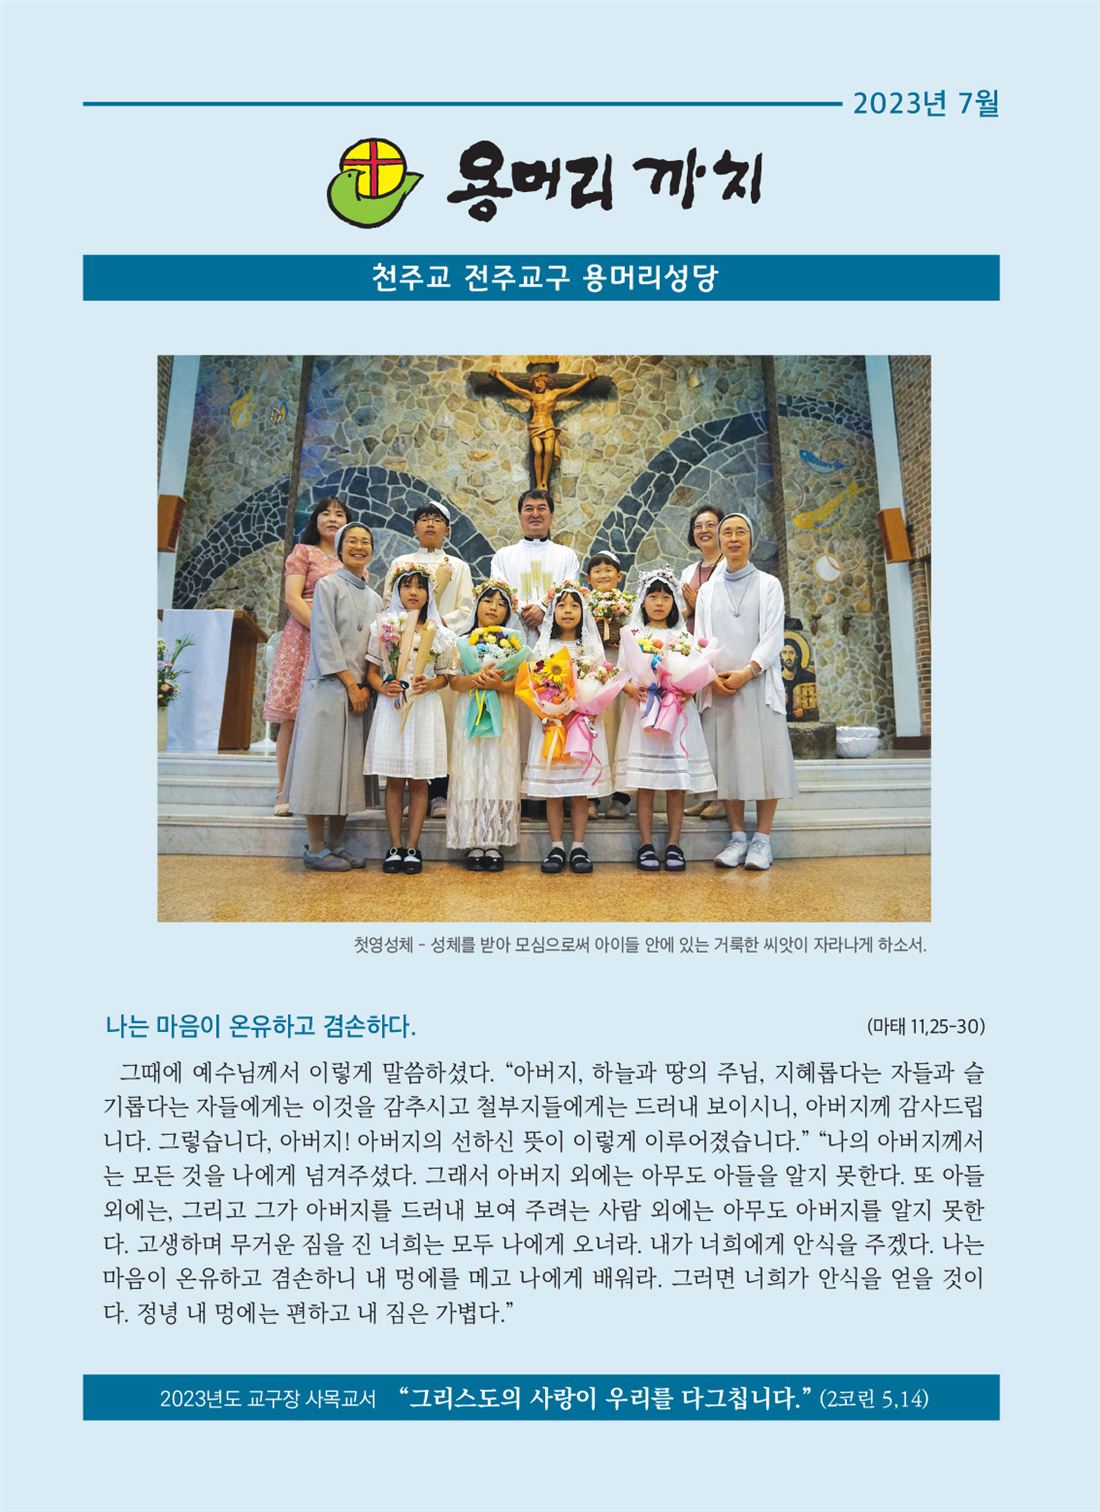 2023년 7월
용머리 까치
천주교 전주교구 용머리성당
첫영성체 - 성체를 받아 모심으로써 아이들 안에 있는 거룩한 씨앗이 자라나게 하소서.
나는 마음이 온유하고 겸손하다. (마태 11,25-30)
그때에 예수님께서 이렇게 말씀하셨다. “아버지, 하늘과 땅의 주님, 지혜롭다는 자들과 슬
기롭다는 자들에게는 이것을 감추시고 철부지들에게는 드러내 보이시니, 아버지께 감사드립
니다. 그렇습니다, 아버지! 아버지의 선하신 뜻이 이렇게 이루어졌습니다.” “나의 아버지께서
는 모든 것을 나에게 넘겨주셨다. 그래서 아버지 외에는 아무도 아들을 알지 못한다. 또 아들
외에는, 그리고 그가 아버지를 드러내 보여 주려는 사람 외에는 아무도 아버지를 알지 못한
다. 고생하며 무거운 짐을 진 너희는 모두 나에게 오너라. 내가 너희에게 안식을 주겠다. 나는
마음이 온유하고 겸손하니 내 멍에를 메고 나에게 배워라. 그러면 너희가 안식을 얻을 것이
다. 정녕 내 멍에는 편하고 내 짐은 가볍다.”
2023년도 교구장 사목교서 “그리스도의 사랑이 우리를 다그칩니다.” (2코린 5,14)